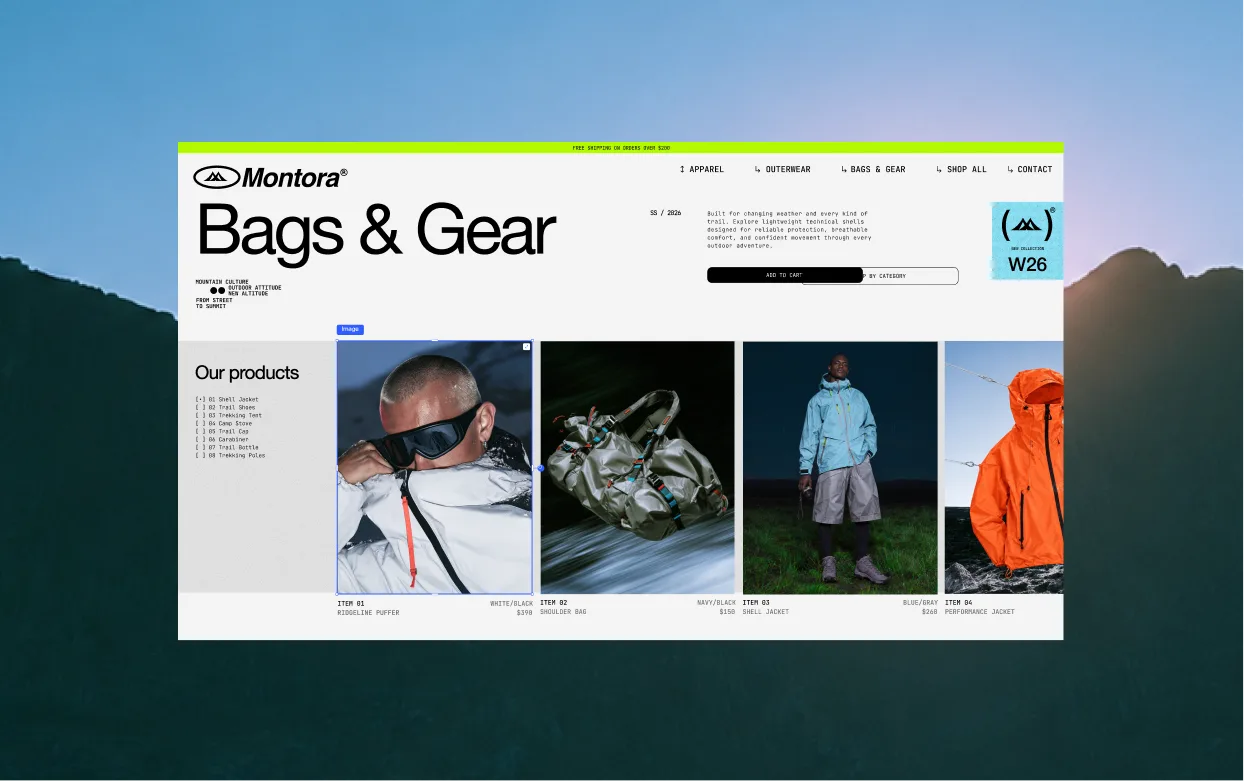 FREE SHIPPING ON ORDERS OVER $200
Montora®
↕ APPAREL
↳ OUTERWEAR
↳ BAGS & GEAR
↳ SHOP ALL
↳ CONTACT
Bags & Gear
SS / 2026
Built for changing weather and every kind of
trail. Explore lightweight technical shells
designed for reliable protection, breathable
comfort, and confident movement through every
outdoor adventure.
ADD TO CART
P BY CATEGORY
®
NEW COLLECTION
W26
MOUNTAIN CULTURE
OUTDOOR ATTITUDE
NEW ALTITUDE
FROM STREET
TO SUMMIT
Image
Our products
[•] 01 Shell Jacket
[ ] 02 Trail Shoes
[ ] 03 Trekking Tent
[ ] 04 Camp Stove
[ ] 05 Trail Cap
[ ] 06 Carabiner
[ ] 07 Trail Bottle
[ ] 08 Trekking Poles
ITEM 01 WHITE/BLACK
RIDGELINE PUFFER $390
ITEM 02 NAVY/BLACK
SHOULDER BAG $150
ITEM 03 BLUE/GRAY
SHELL JACKET $260
ITEM 04
PERFORMANCE JACKET